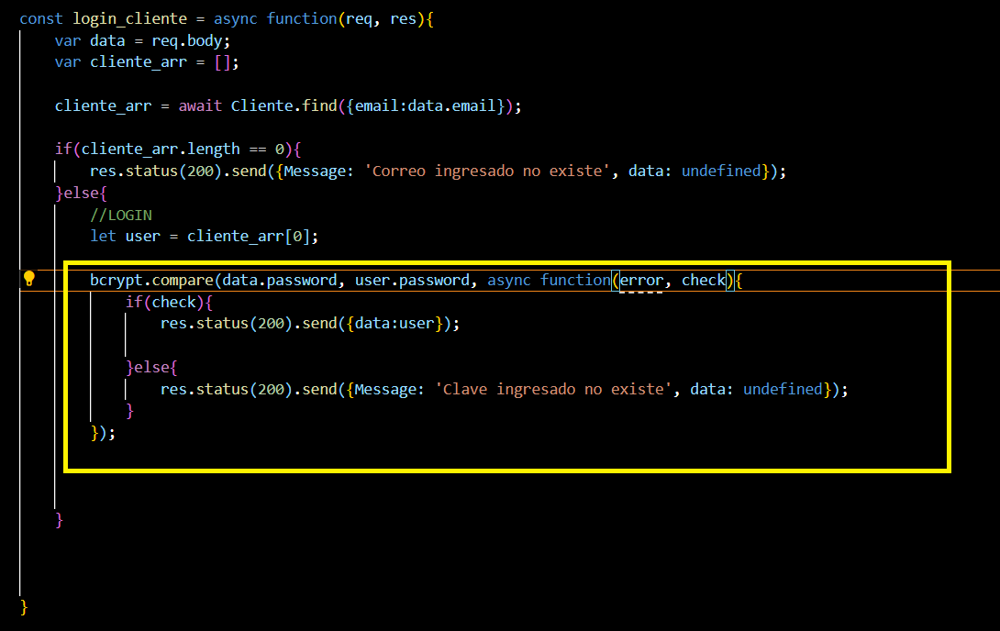 const login_cliente = async function(req, res){
    var data = req.body;
    var cliente_arr = [];
    cliente_arr = await Cliente.find({email:data.email});
    if(cliente_arr.length == 0){
        res.status(200).send({Message: 'Correo ingresado no existe', data: undefined});
    }else{
        //LOGIN
        let user = cliente_arr[0];
        bcrypt.compare(data.password, user.password, async function(error, check){
            if(check){
                res.status(200).send({data:user});
            }else{
                res.status(200).send({Message: 'Clave ingresado no existe', data: undefined});
            }
        });
    }
}